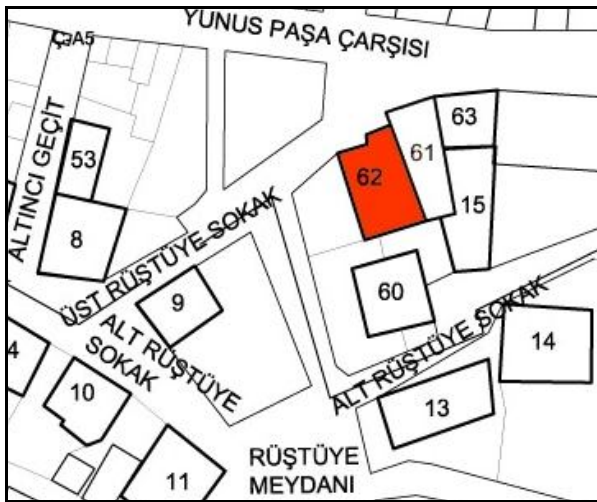 YUNUS PAŞA ÇARŞISI
ALTINCI GEÇİT
53
63
61
62
8
15
ÜST RÜŞTÜYE SOKAK
60
9
ALT RÜŞTÜYE
SOKAK
ALT RÜŞTÜYE SOKAK
14
4
10
13
11
RÜŞTÜYE
MEYDANI